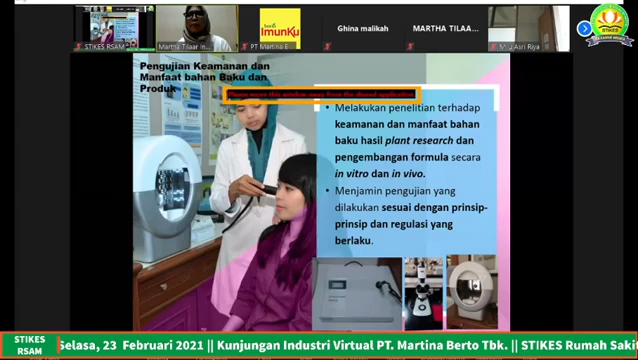 berto
ImunKu
Ghina malikah
MARTHA TILAA...
STIKES RSAM
Martha Tilaar In...
PT Martina E
STIKES
Pengujian Keamanan dan
Manfaat bahan Baku dan
Produk
Please move this window away from the shared application
• Melakukan penelitian terhadap
keamanan dan manfaat bahan
baku hasil plant research dan
pengembangan formula secara
in vitro dan in vivo.
• Menjamin pengujian yang
dilakukan sesuai dengan prinsip-
prinsip dan regulasi yang
berlaku.
STIKES
RSAM
Selasa, 23 Februari 2021 || Kunjungan Industri Virtual PT. Martina Berto Tbk. || STIKES Rumah Saki